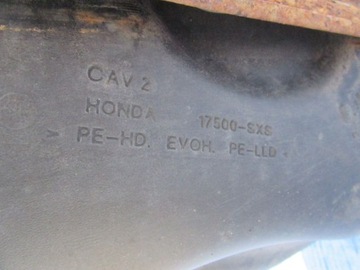 CAV 2
HONDA 17500-SXS
> PE-HD. EVOH. PE-LLD <